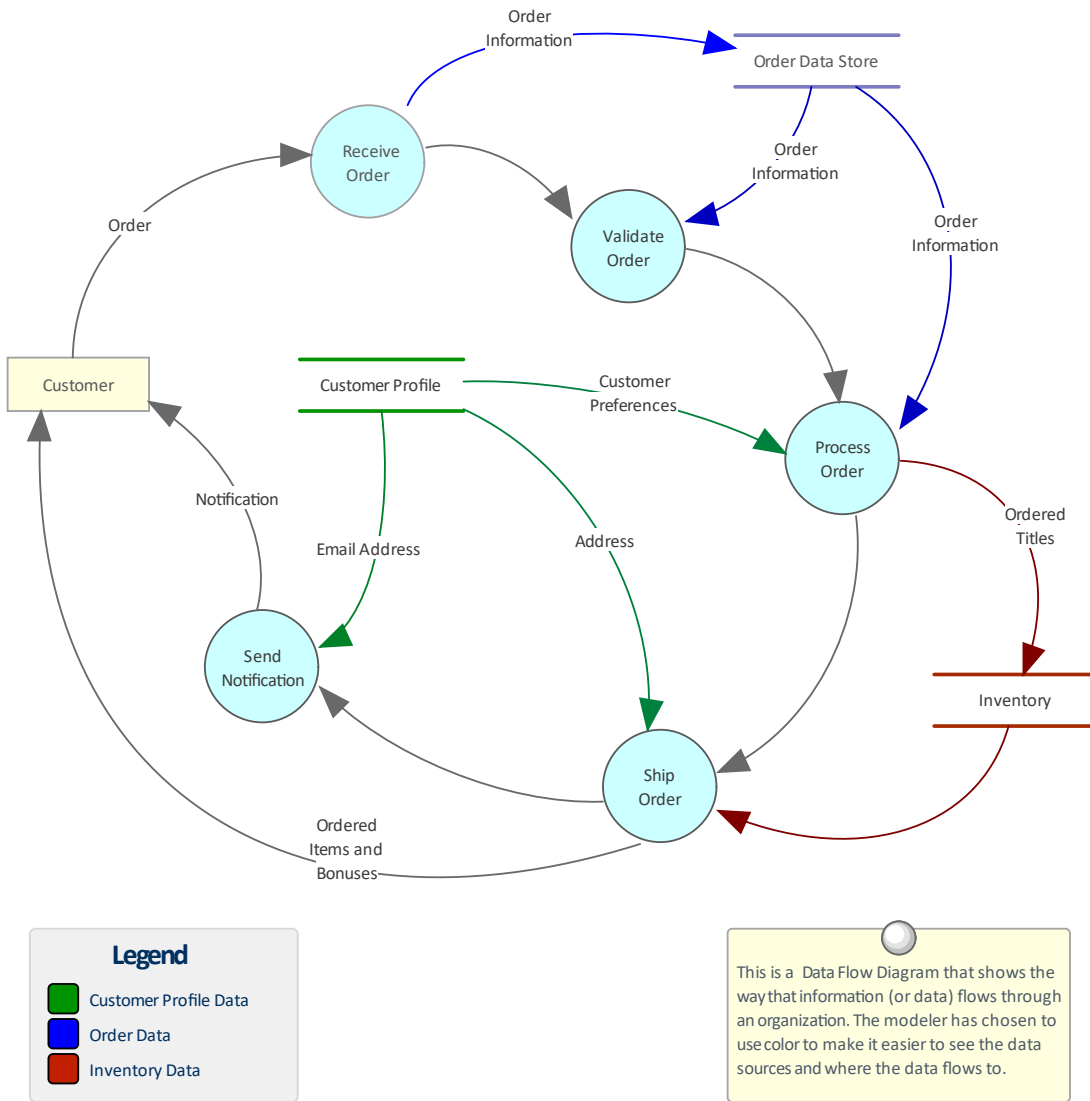 Order
Information
Order Data Store
Receive
Order
Order
Information
Validate
Order
Order
Order
Information
Customer
Customer Profile
Customer
Preferences
Process
Order
Notification
Email Address
Address
Ordered
Titles
Send
Notification
Inventory
Ship
Order
Ordered
Items and
Bonuses
Legend
Customer Profile Data
Order Data
Inventory Data
This is a Data Flow Diagram that shows the
way that information (or data) flows through
an organization. The modeler has chosen to
use color to make it easier to see the data
sources and where the data flows to.